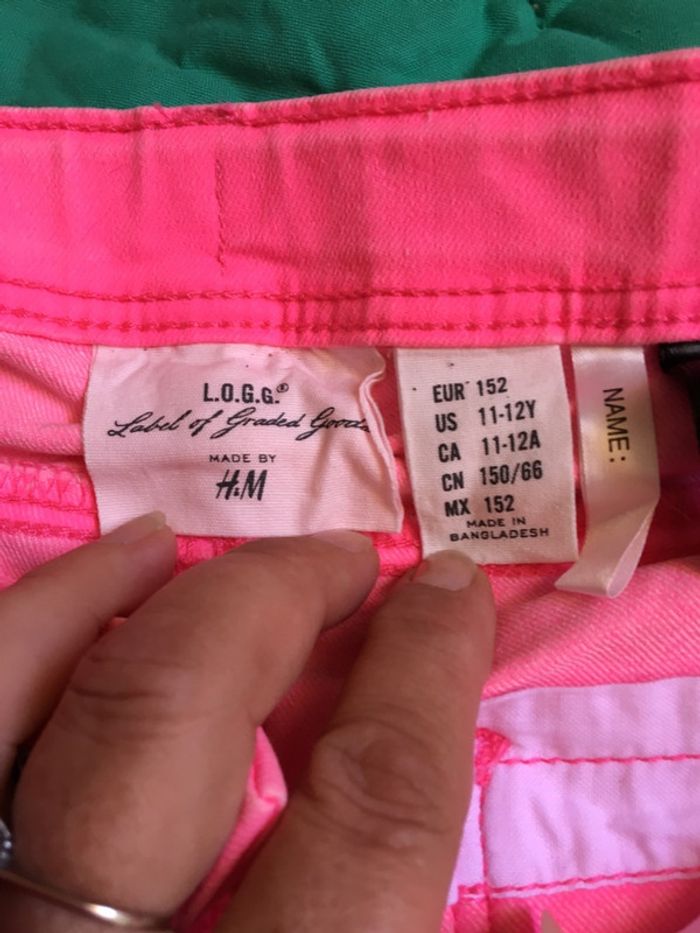 L.O.G.G.®
Label of Graded Goods
MADE BY
H&M
EUR 152
US 11-12Y
CA 11-12A
CN 150/66
MX 152
MADE IN
BANGLADESH
NAME: